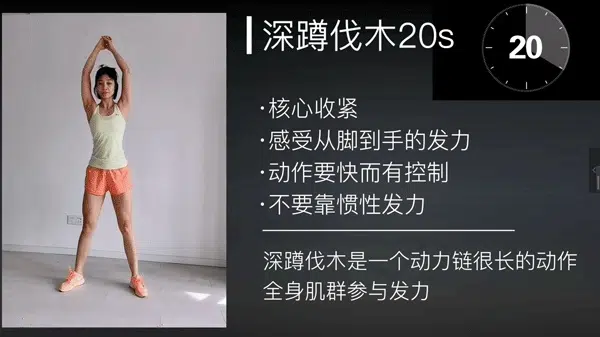 深蹲伐木20s
20
·核心收紧
·感受从脚到手的发力
·动作要快而有控制
·不要靠惯性发力
深蹲伐木是一个动力链很长的动作
全身肌群参与发力